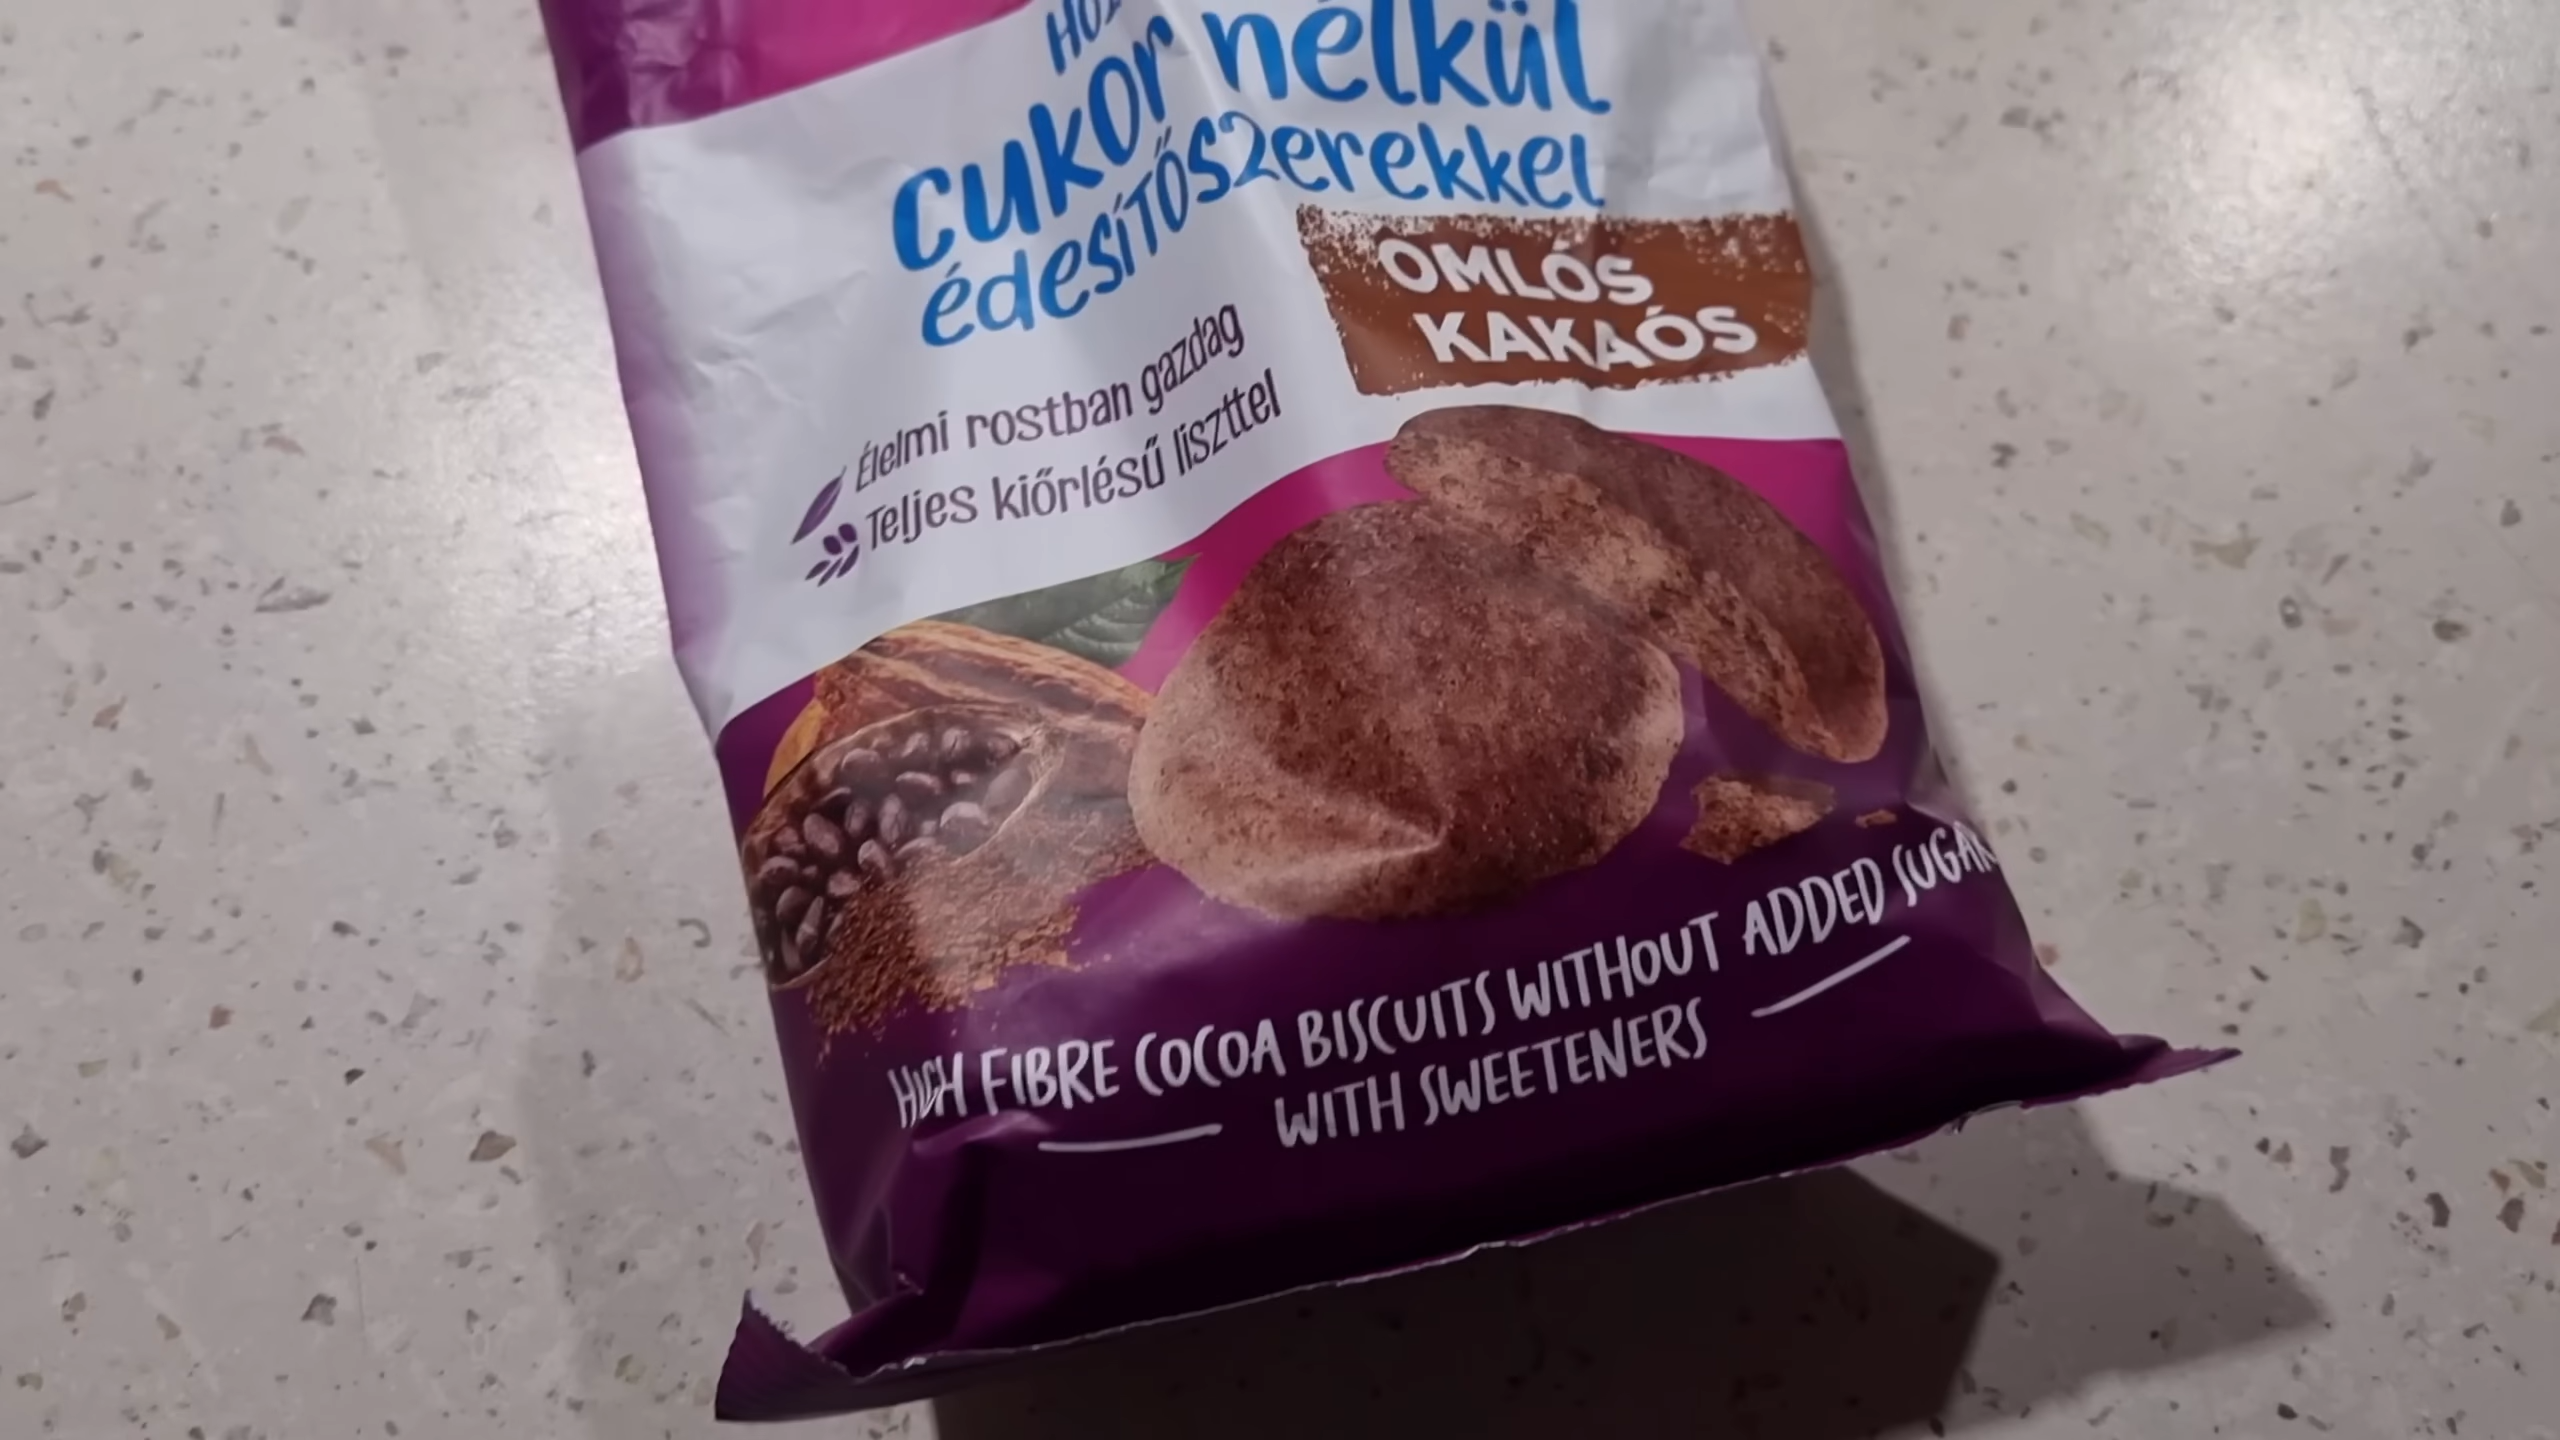 cukor nélkül
édesítőszerekkel
OMLÓS
KAKAÓS
Élelmi rostban gazdag
Teljes kiőrlésű liszttel
HIGH FIBRE COCOA BISCUITS WITHOUT ADDED SUGAR
WITH SWEETENERS